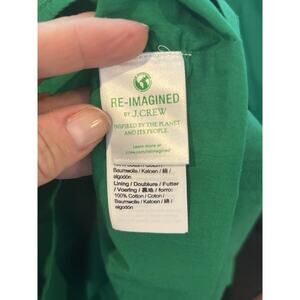 RE-IMAGINED
BY J.CREW
INSPIRED BY THE PLANET
AND ITS PEOPLE.
Learn more at
jcrew.com/reimagined
Baumwolle / Katoen / 綿 /
algodón
Lining / Doublure / Futter
/ Voering / 裏地 / forro:
100% Cotton / Coton /
Baumwolle / Katoen / 綿 /
algodón